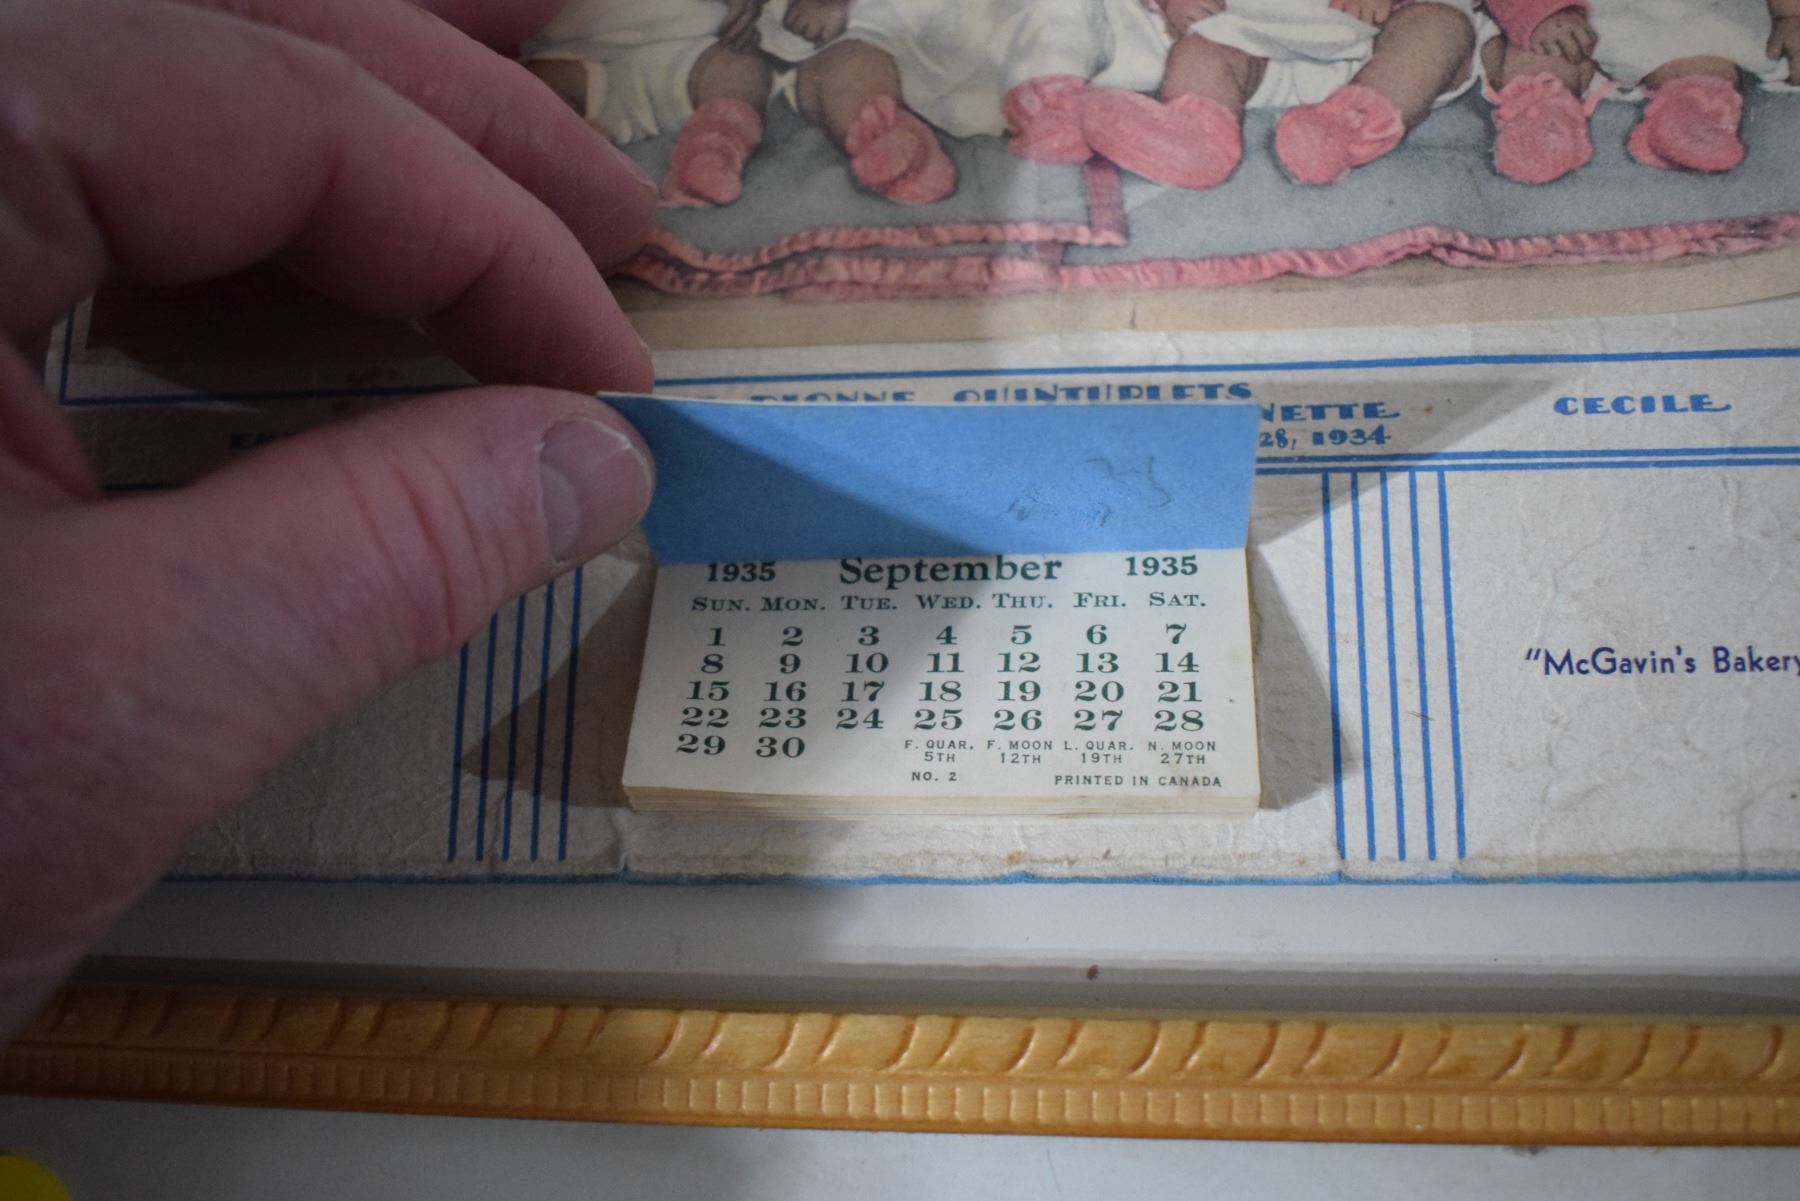 DIONNE QUINTUPLETS
CECILE
28, 1934
1935 September 1935
SUN. MON. TUE. WED. THU. FRI. SAT.
1 2 3 4 5 6 7
8 9 10 11 12 13 14
15 16 17 18 19 20 21
22 23 24 25 26 27 28
29 30
F. QUAR. F. MOON L. QUAR. N. MOON
5TH 12TH 19TH 27TH
NO. 2 PRINTED IN CANADA
"McGavin's Bakery